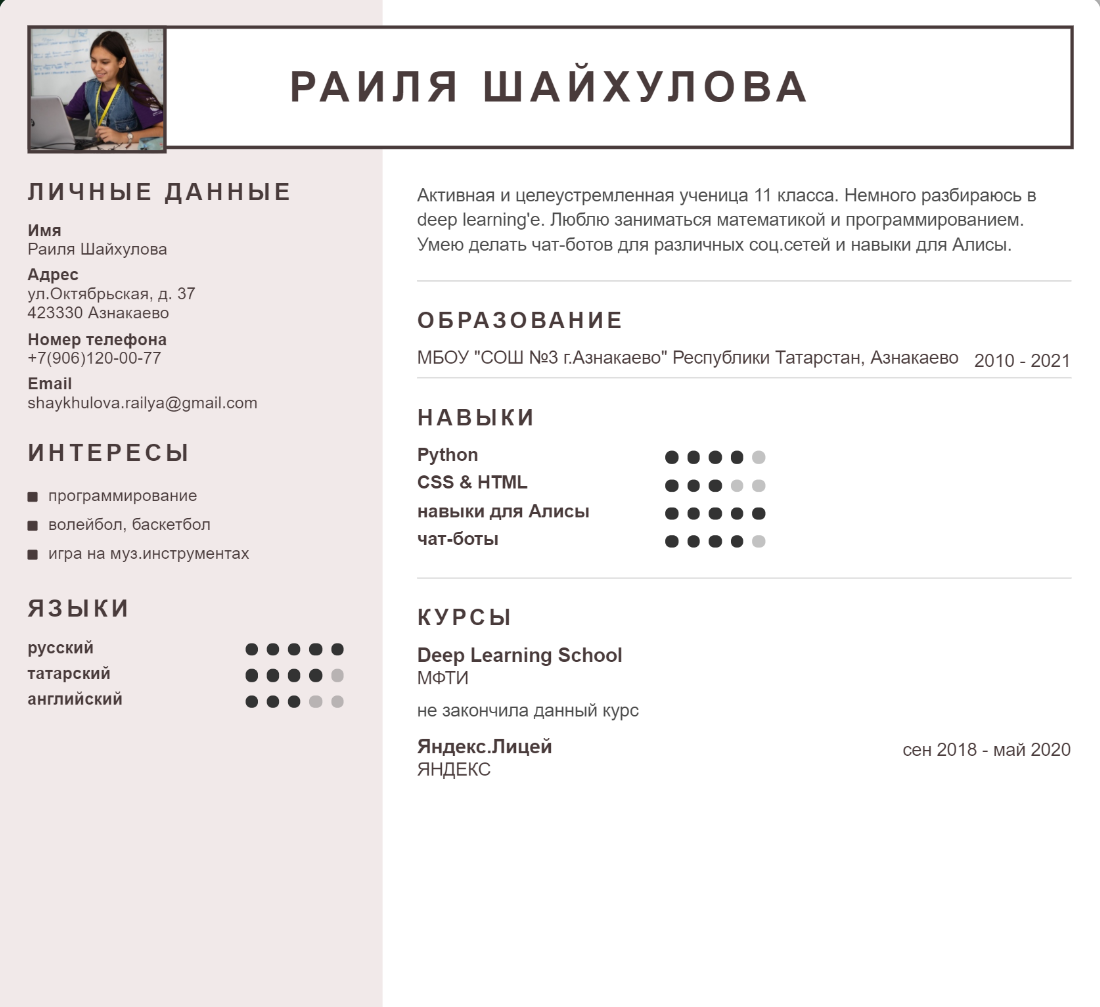 РАИЛЯ ШАЙХУЛОВА
ЛИЧНЫЕ ДАННЫЕ
Имя
Раиля Шайхулова
Адрес
ул.Октябрьская, д. 37
423330 Азнакаево
Номер телефона
+7(906)120-00-77
Email
shaykhulova.railya@gmail.com
ИНТЕРЕСЫ
программирование
волейбол, баскетбол
игра на муз.инструментах
ЯЗЫКИ
русский
татарский
английский
Активная и целеустремленная ученица 11 класса. Немного разбираюсь в
deep learning'е. Люблю заниматься математикой и программированием.
Умею делать чат-ботов для различных соц.сетей и навыки для Алисы.
ОБРАЗОВАНИЕ
МБОУ "СОШ №3 г.Азнакаево" Республики Татарстан, Азнакаево 2010 - 2021
НАВЫКИ
Python
CSS & HTML
навыки для Алисы
чат-боты
КУРСЫ
Deep Learning School
МФТИ
не закончила данный курс
Яндекс.Лицей сен 2018 - май 2020
ЯНДЕКС